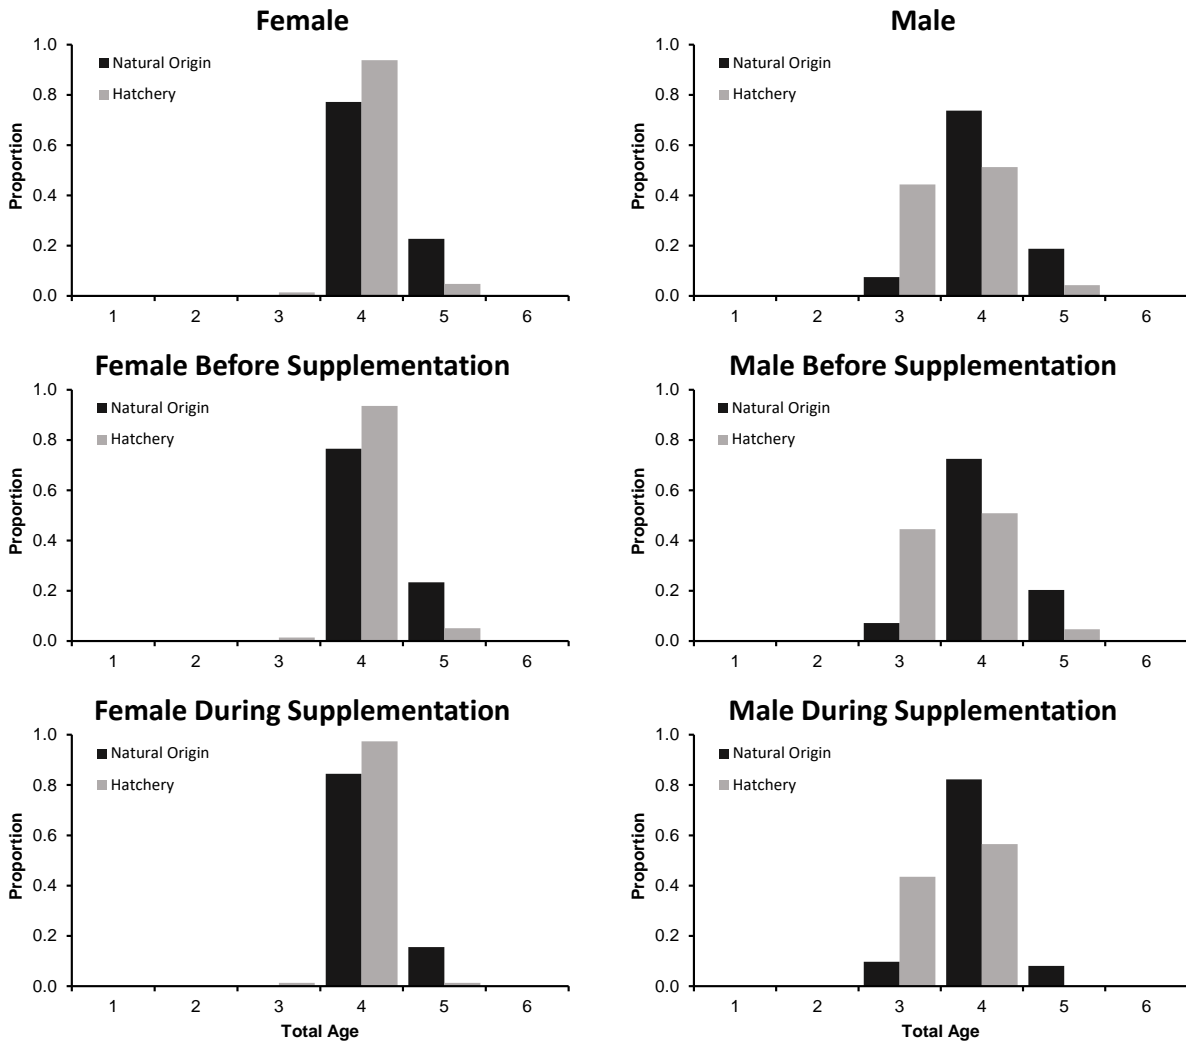 Female
1.0
0.8
0.6
0.4
0.2
0.0
Proportion
Natural Origin
Hatchery
1 2 3 4 5 6
Male
1.0
0.8
0.6
0.4
0.2
0.0
Proportion
Natural Origin
Hatchery
1 2 3 4 5 6
Female Before Supplementation
1.0
0.8
0.6
0.4
0.2
0.0
Proportion
Natural Origin
Hatchery
1 2 3 4 5 6
Male Before Supplementation
1.0
0.8
0.6
0.4
0.2
0.0
Proportion
Natural Origin
Hatchery
1 2 3 4 5 6
Female During Supplementation
1.0
0.8
0.6
0.4
0.2
0.0
Proportion
Natural Origin
Hatchery
1 2 3 4 5 6
Total Age
Male During Supplementation
1.0
0.8
0.6
0.4
0.2
0.0
Proportion
Natural Origin
Hatchery
1 2 3 4 5 6
Total Age